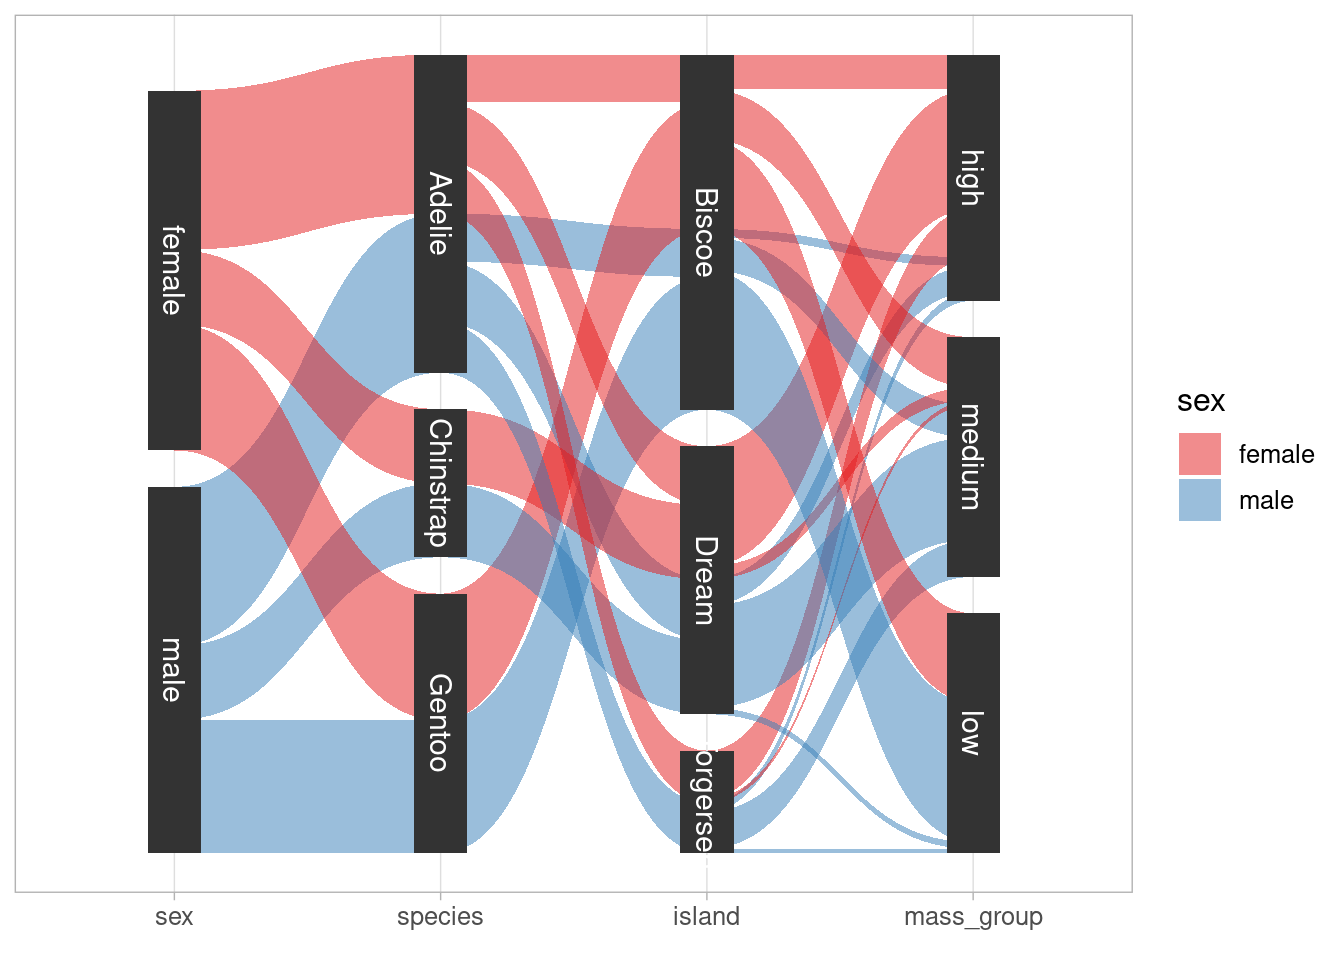 female
male
Adelie
Chinstrap
Gentoo
Biscoe
Dream
orgerse
high
medium
low
sex
species
island
mass_group
sex
female
male